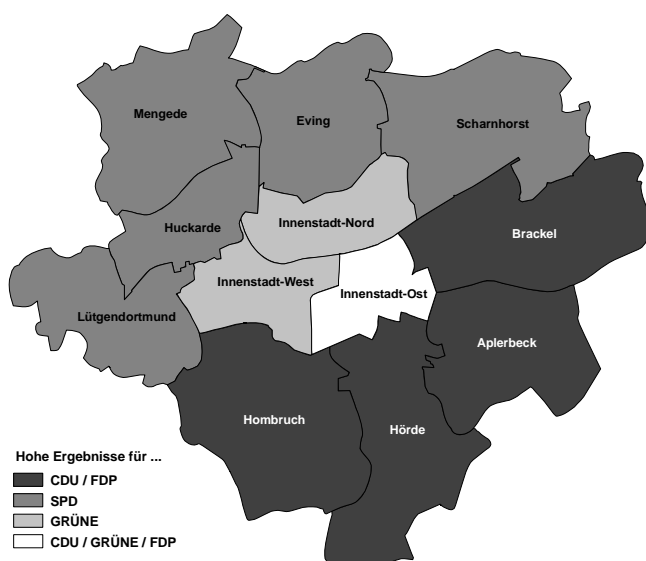 Mengede
Eving
Scharnhorst
Huckarde
Innenstadt-Nord
Brackel
Innenstadt-West
Innenstadt-Ost
Lütgendortmund
Aplerbeck
Hombruch
Hörde
Hohe Ergebnisse für ...
CDU / FDP
SPD
GRÜNE
CDU / GRÜNE / FDP